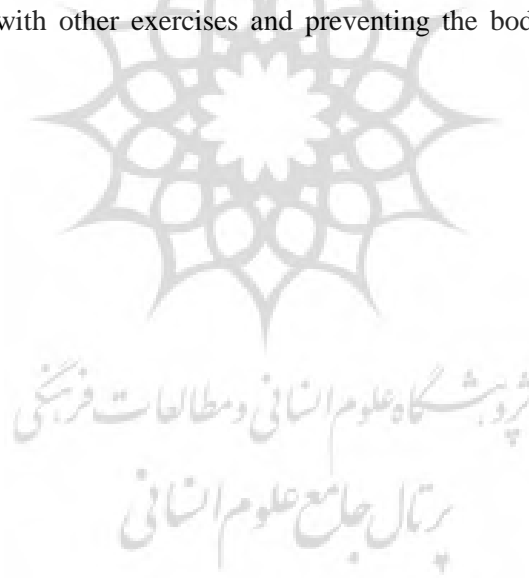 with other exercises and preventing the bod
پژوهشگاه علوم انسانی و مطالعات فرهنگی
پرتال جامع علوم انسانی